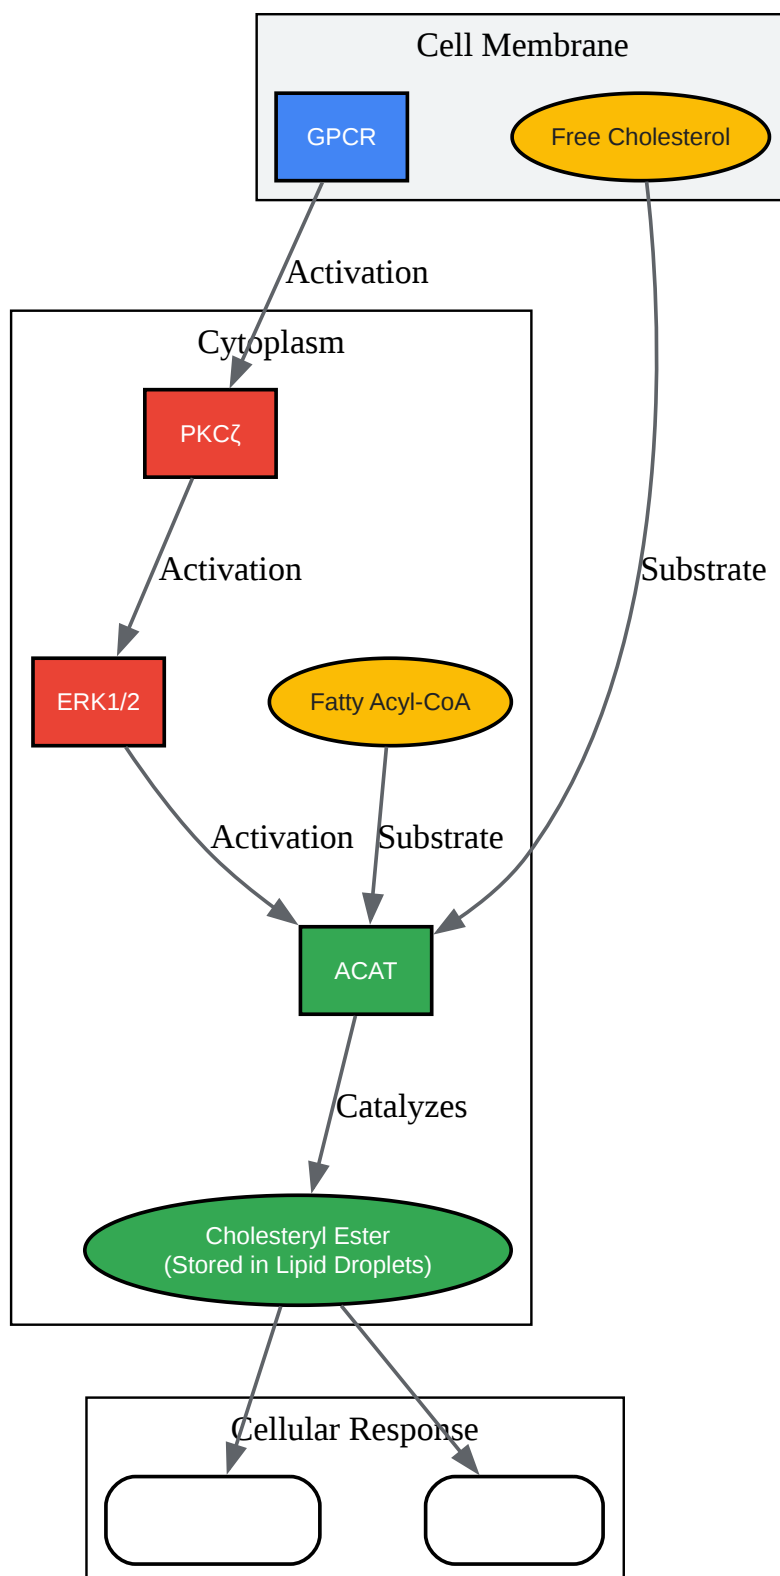 Cell Membrane
GPCR
Free Cholesterol
Activation
Cytoplasm
PKCζ
Activation
Substrate
ERK1/2
Fatty Acyl-CoA
Activation
Substrate
ACAT
Catalyzes
Cholesteryl Ester
(Stored in Lipid Droplets)
Cellular Response